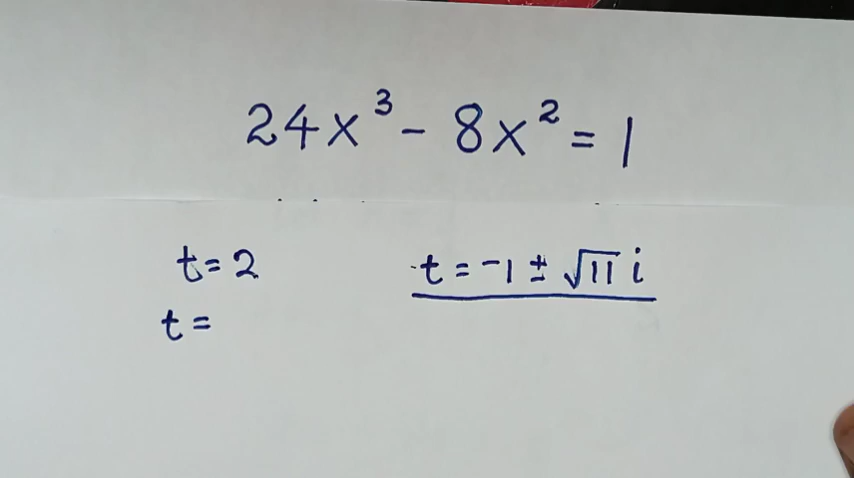 24x³ - 8x² = 1
t = 2
t = -1 ± √11 i
t =